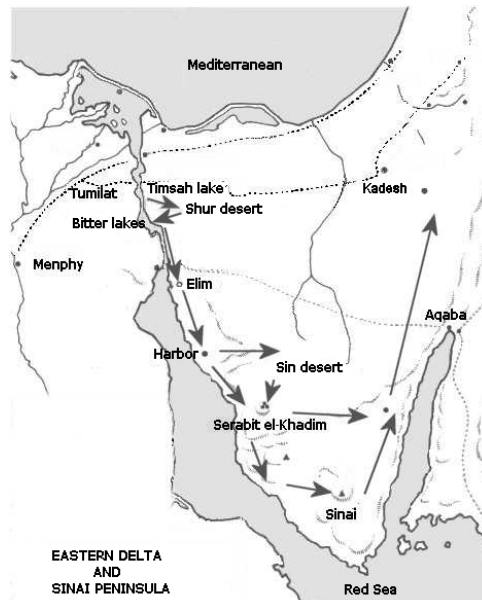 Mediterranean
Tumilat
Timsah lake
Kadesh
Shur desert
Bitter lakes
Menphy
Elim
Aqaba
Harbor
Sin desert
Serabit el-Khadim
Sinai
EASTERN DELTA
AND
SINAI PENINSULA
Red Sea